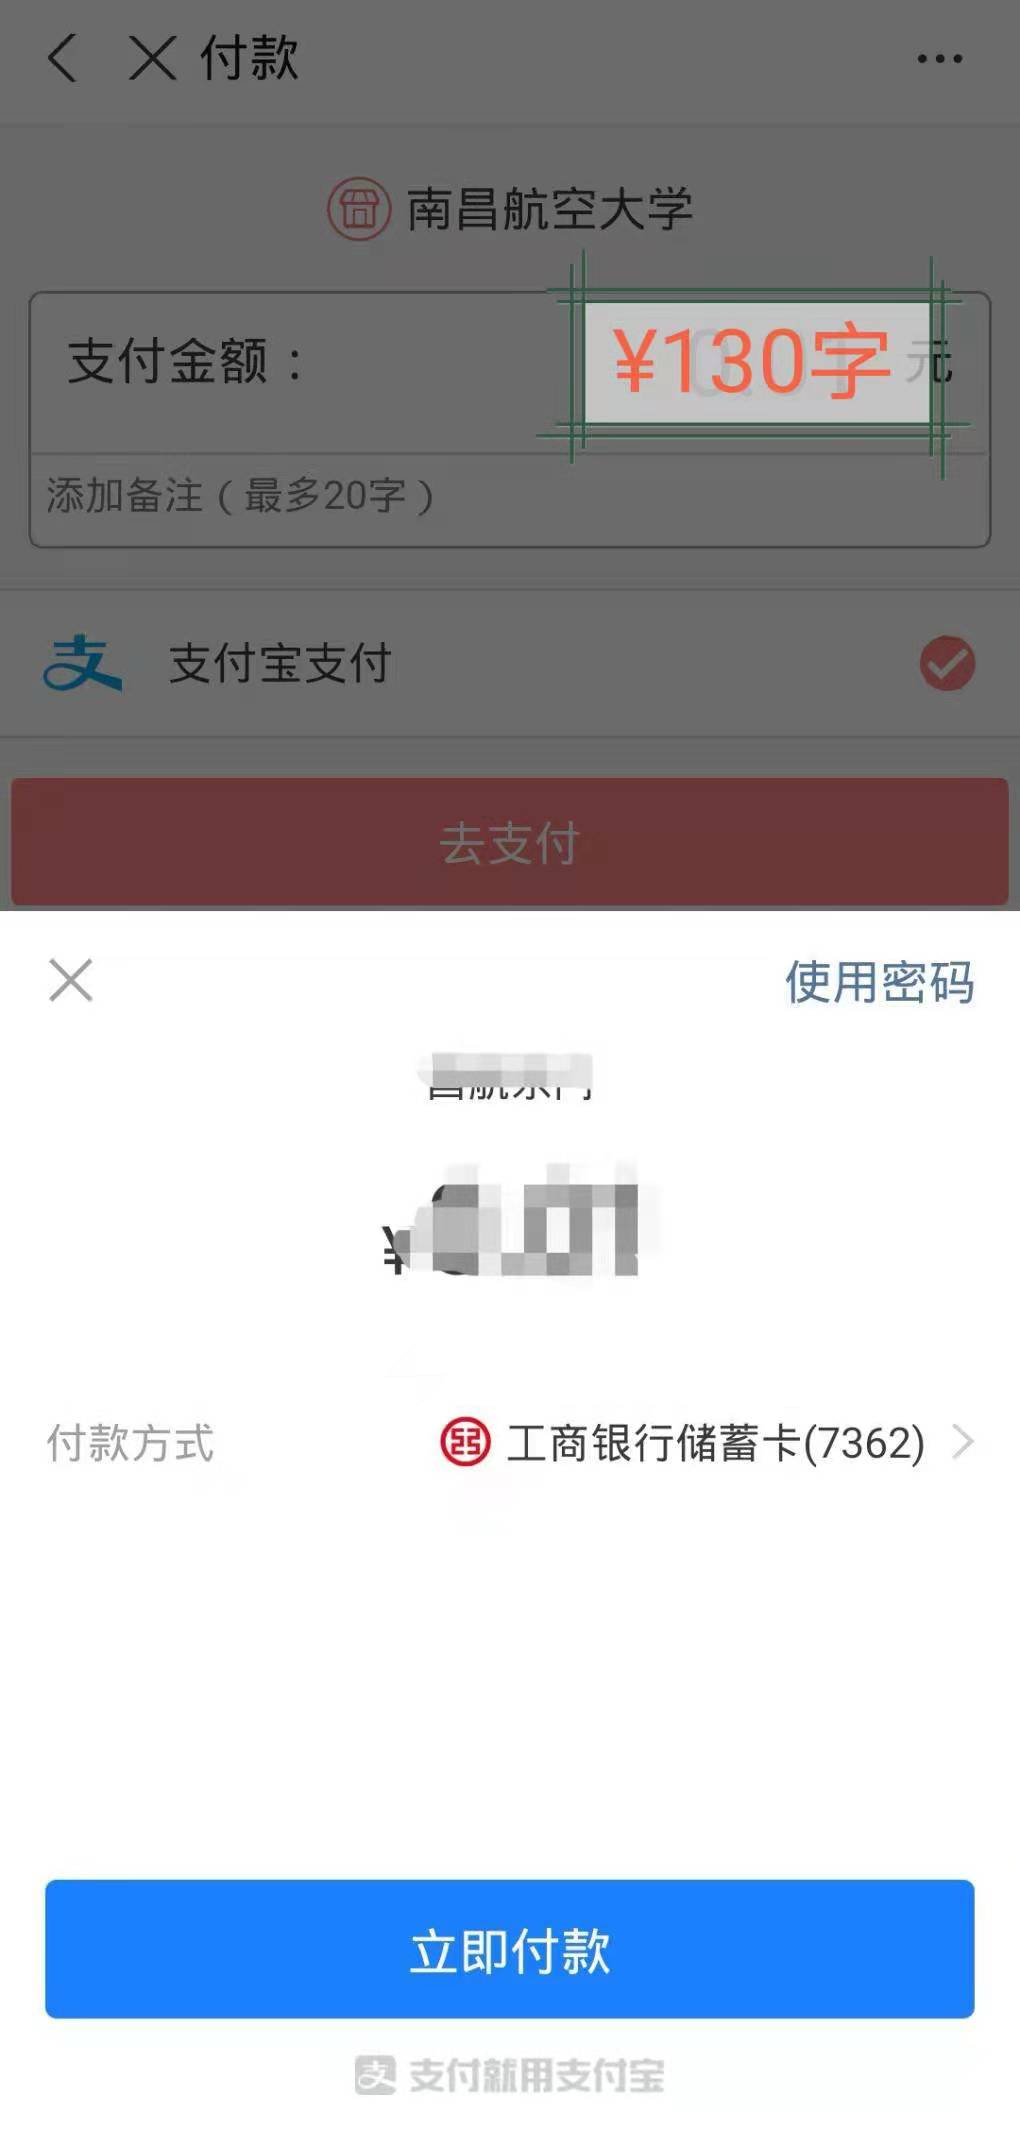 付款
南昌航空大学
支付金额：
¥130字 元
添加备注（最多20字）
支付宝支付
去支付
使用密码
¥
付款方式 工商银行储蓄卡(7362)
立即付款
支付就用支付宝